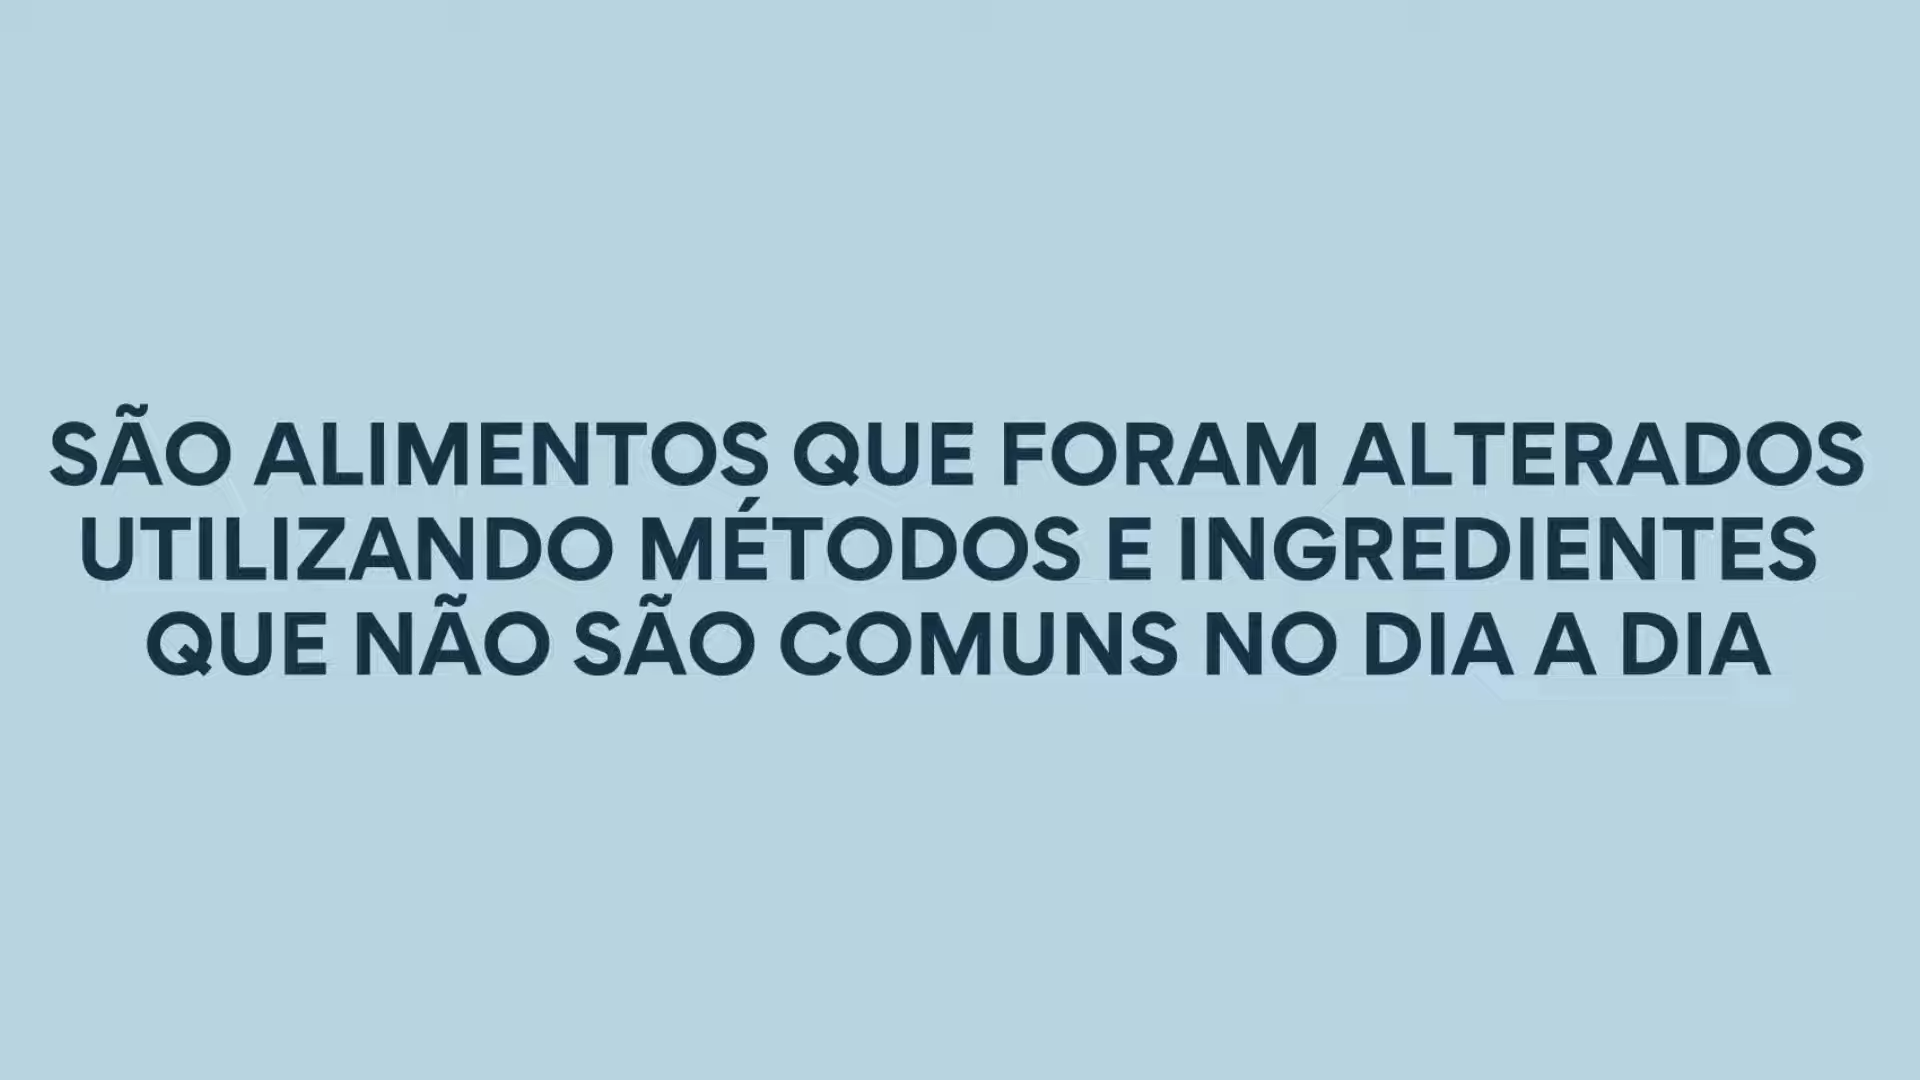 SÃO ALIMENTOS QUE FORAM ALTERADOS
UTILIZANDO MÉTODOS E INGREDIENTES
QUE NÃO SÃO COMUNS NO DIA A DIA